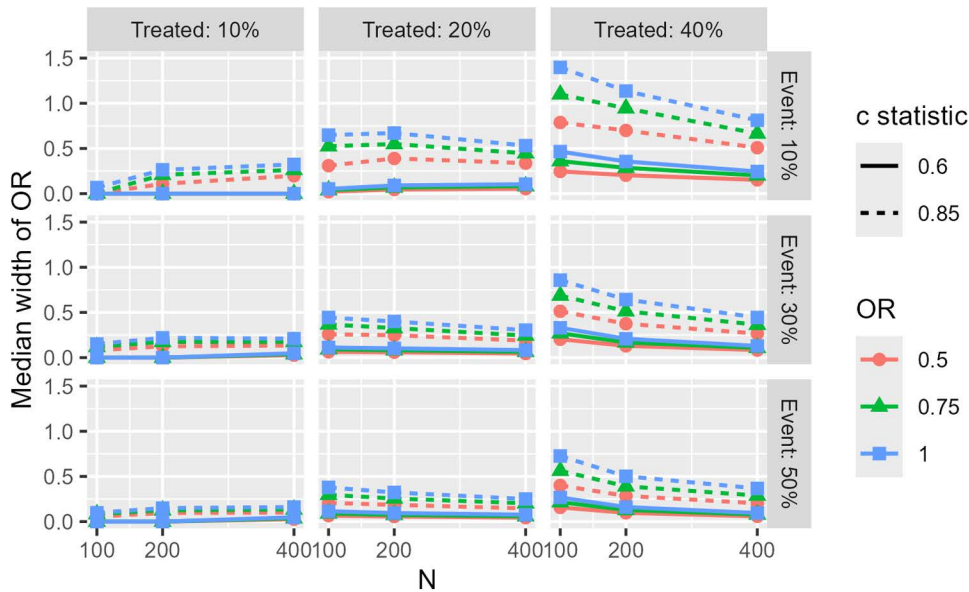 Treated: 10%
Treated: 20%
Treated: 40%
Median width of OR
1.5
1.0
0.5
0.0
Event: 10%
1.5
1.0
0.5
0.0
Event: 30%
1.5
1.0
0.5
0.0
Event: 50%
100
200
400
100
200
400
100
200
400
N
c statistic
0.6
0.85
OR
0.5
0.75
1